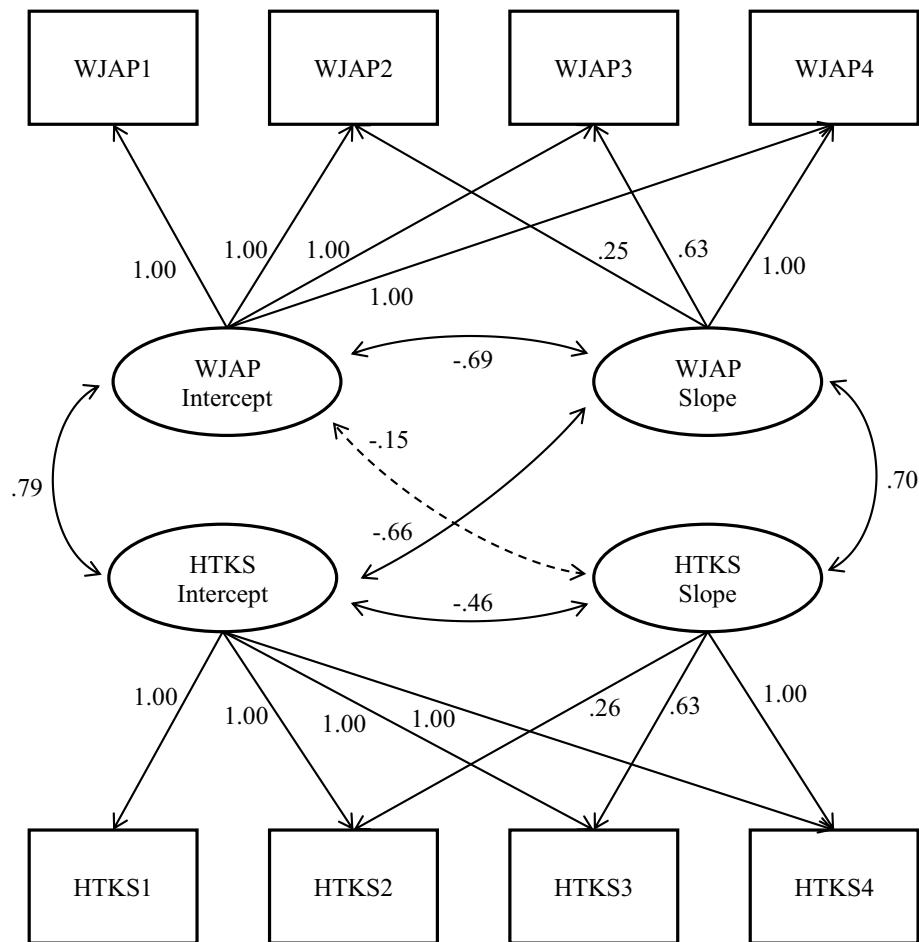 WJAP1
WJAP2
WJAP3
WJAP4
1.00
1.00
1.00
1.00
.25
.63
1.00
WJAP
Intercept
-.69
WJAP
Slope
-.15
.79
.70
-.66
HTKS
Intercept
HTKS
Slope
-.46
1.00
1.00
1.00
1.00
.26
.63
1.00
HTKS1
HTKS2
HTKS3
HTKS4